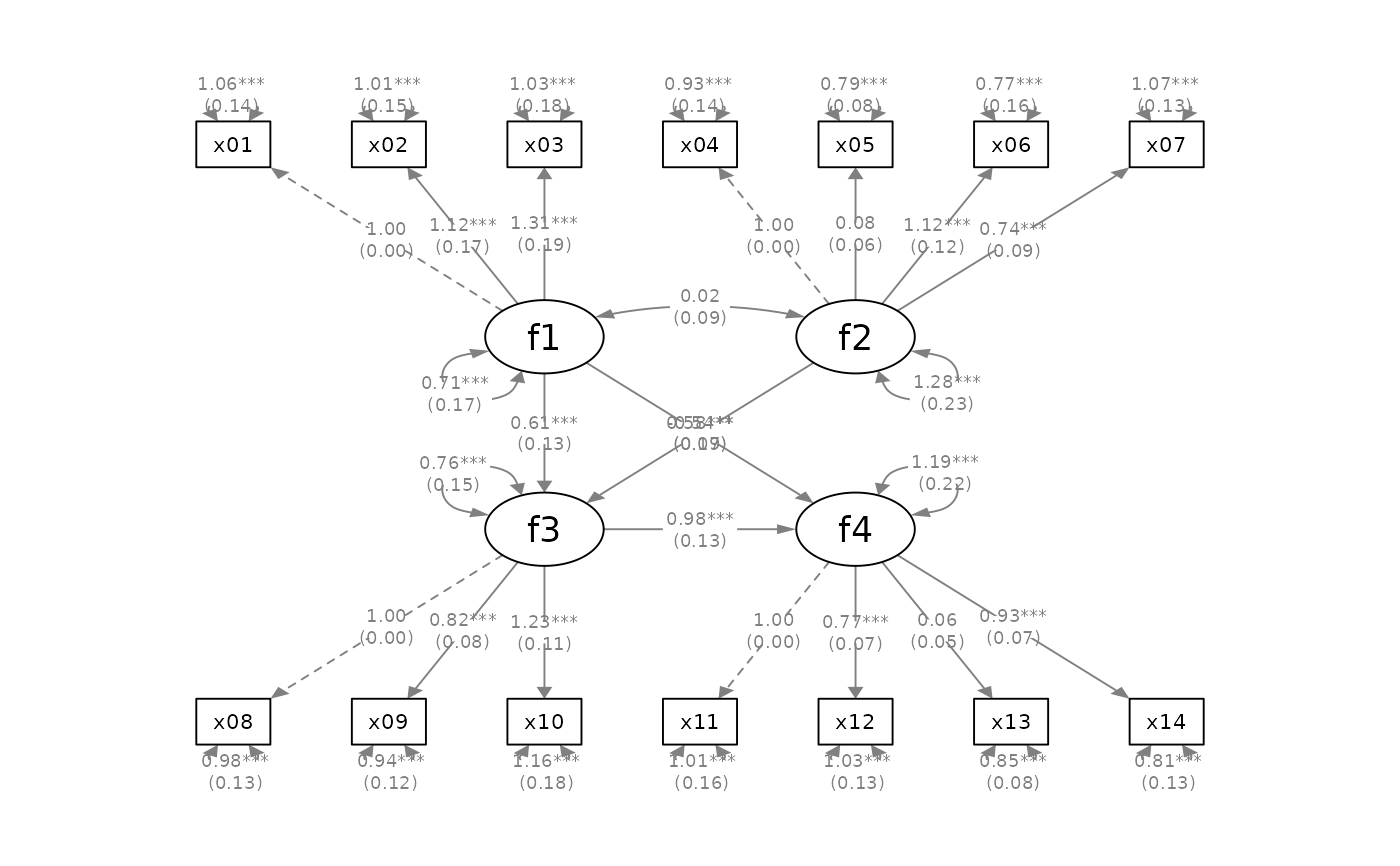 1.06*** 1.01*** 1.03*** 0.93*** 0.79*** 0.77*** 1.07***
(0.14) (0.15) (0.18) (0.14) (0.08) (0.16) (0.13)
x01 x02 x03 x04 x05 x06 x07
1.00 1.12*** 1.31*** 1.00 0.08 1.12*** 0.74***
(0.00) (0.17) (0.19) (0.00) (0.06) (0.12) (0.09)
0.02
(0.09)
f1 f2
0.71*** 1.28***
(0.17) (0.23)
0.61***
(0.13)
0.76*** 1.19***
(0.15) (0.22)
0.98***
(0.13)
f3 f4
1.00 0.82*** 1.23*** 1.00 0.77*** 0.06 0.93***
(0.00) (0.08) (0.11) (0.00) (0.07) (0.05) (0.07)
x08 x09 x10 x11 x12 x13 x14
0.98*** 0.94*** 1.16*** 1.01*** 1.03*** 0.85*** 0.81***
(0.13) (0.12) (0.18) (0.16) (0.13) (0.08) (0.13)